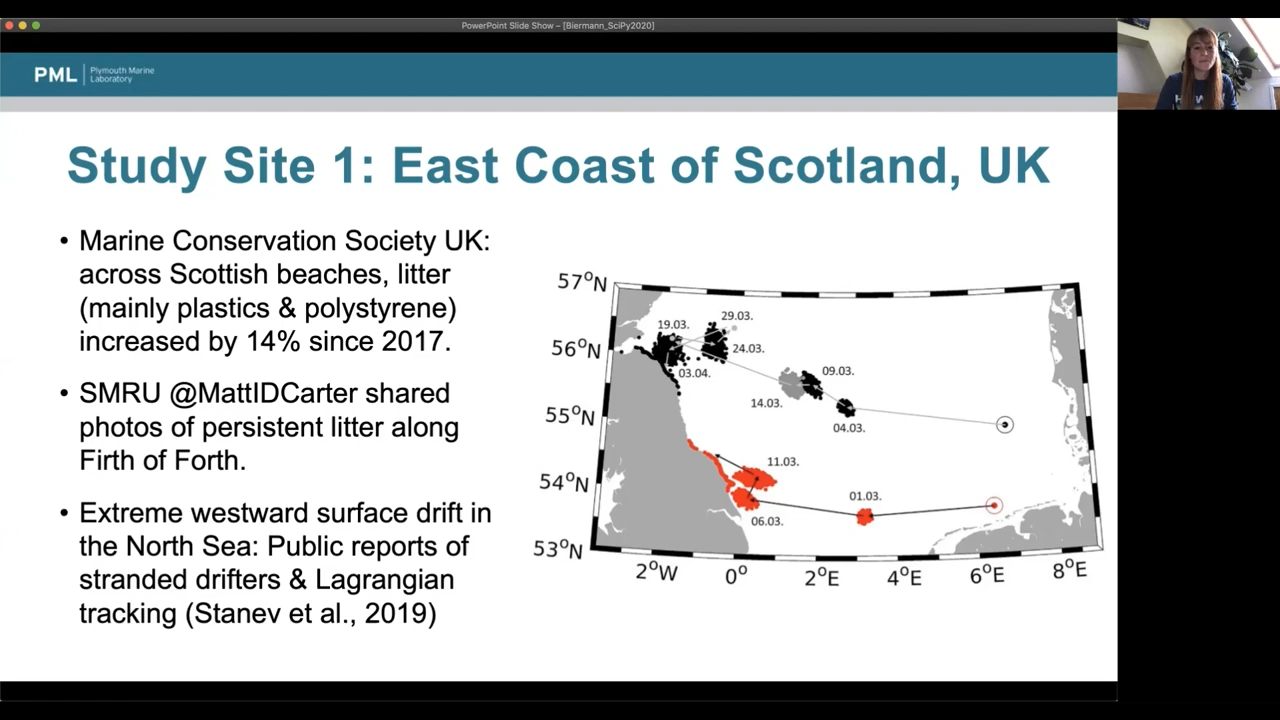 PowerPoint Slide Show – [Biermann_SciPy2020]
PML
Plymouth Marine
Laboratory
Study Site 1: East Coast of Scotland, UK
• Marine Conservation Society UK:
across Scottish beaches, litter
(mainly plastics & polystyrene)
increased by 14% since 2017.
• SMRU @MattIDCarter shared
photos of persistent litter along
Firth of Forth.
• Extreme westward surface drift in
the North Sea: Public reports of
stranded drifters & Lagrangian
tracking (Stanev et al., 2019)
57°N
56°N
55°N
54°N
53°N
19.03.
29.03.
24.03.
03.04.
09.03.
14.03.
04.03.
11.03.
01.03.
06.03.
2°W
0°
2°E
4°E
6°E
8°E